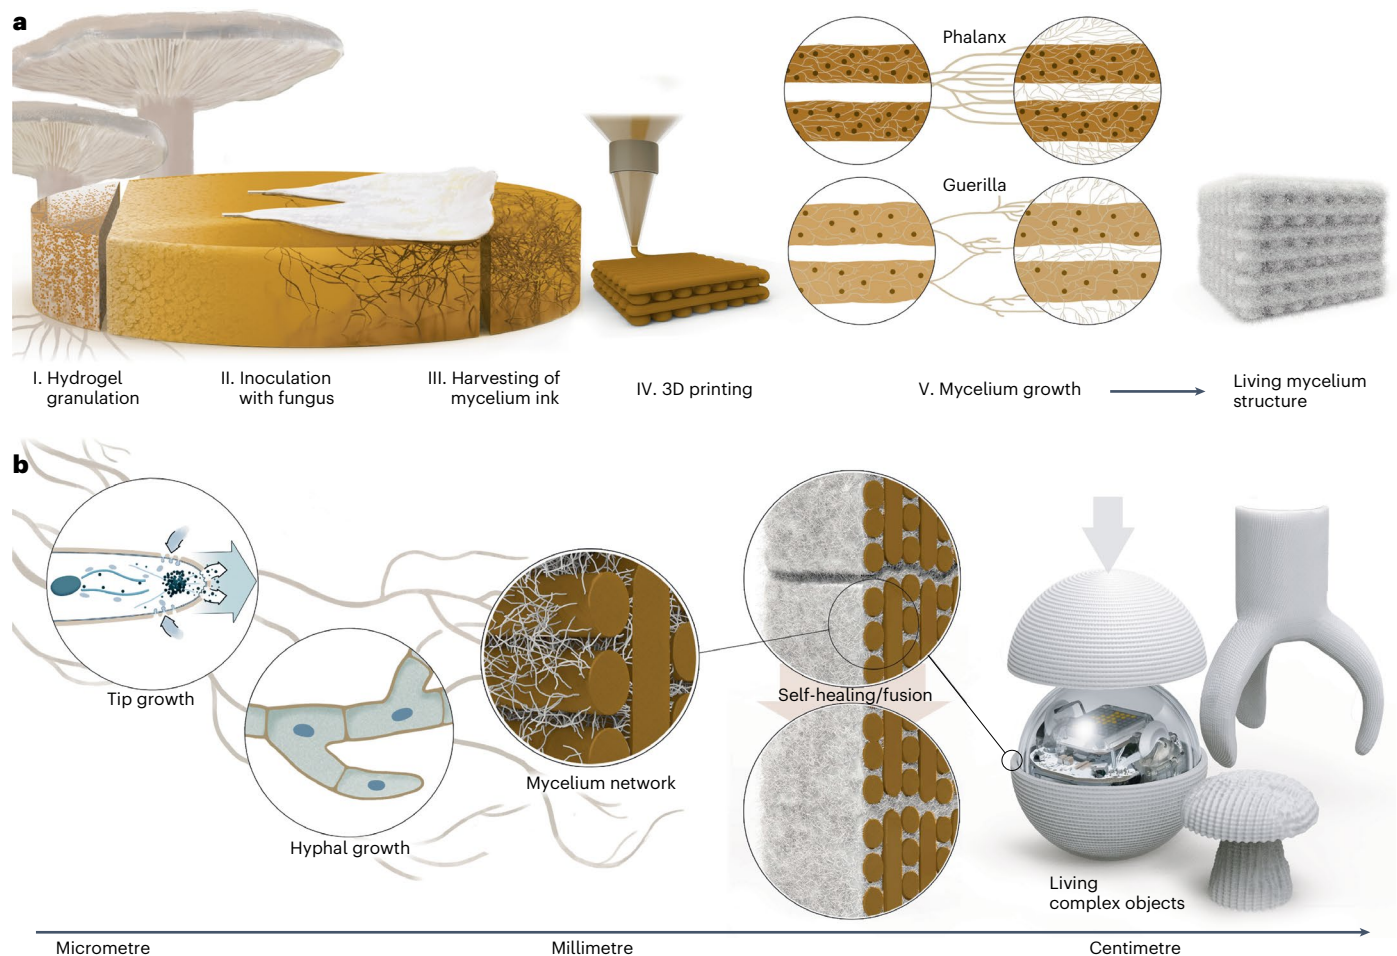 a
Phalanx
Guerilla
I. Hydrogel
granulation
II. Inoculation
with fungus
III. Harvesting of
mycelium ink
IV. 3D printing
V. Mycelium growth
Living mycelium
structure
b
Tip growth
Hyphal growth
Mycelium network
Self-healing/fusion
Living
complex objects
Micrometre
Millimetre
Centimetre